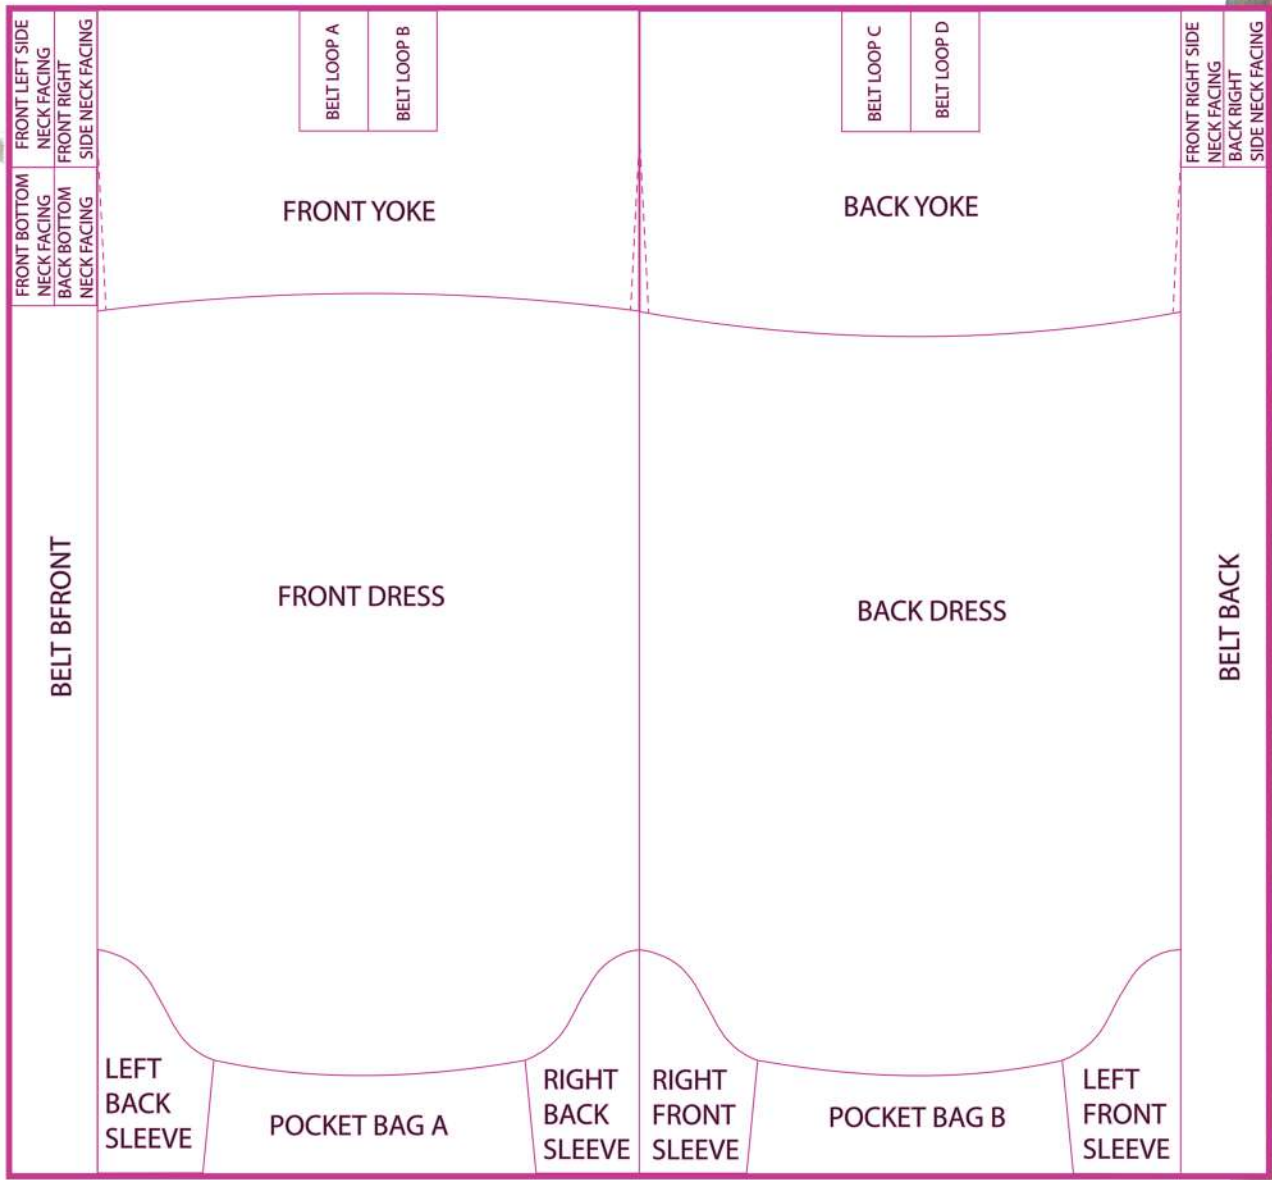 FRONT LEFT SIDE
NECK FACING
FRONT RIGHT
SIDE NECK FACING
BELT LOOP A
BELT LOOP B
BELT LOOP C
BELT LOOP D
FRONT RIGHT SIDE
NECK FACING
BACK RIGHT
SIDE NECK FACING
FRONT BOTTOM
NECK FACING
BACK BOTTOM
NECK FACING
FRONT YOKE
BACK YOKE
BELT BFRONT
FRONT DRESS
BACK DRESS
BELT BACK
LEFT
BACK
SLEEVE
POCKET BAG A
RIGHT
BACK
SLEEVE
RIGHT
FRONT
SLEEVE
POCKET BAG B
LEFT
FRONT
SLEEVE